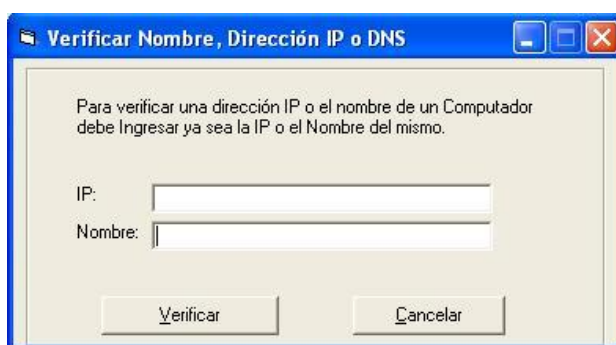 Verificar Nombre, Dirección IP o DNS
Para verificar una dirección IP o el nombre de un Computador
debe Ingresar ya sea la IP o el Nombre del mismo.
IP:
Nombre:
Verificar Cancelar